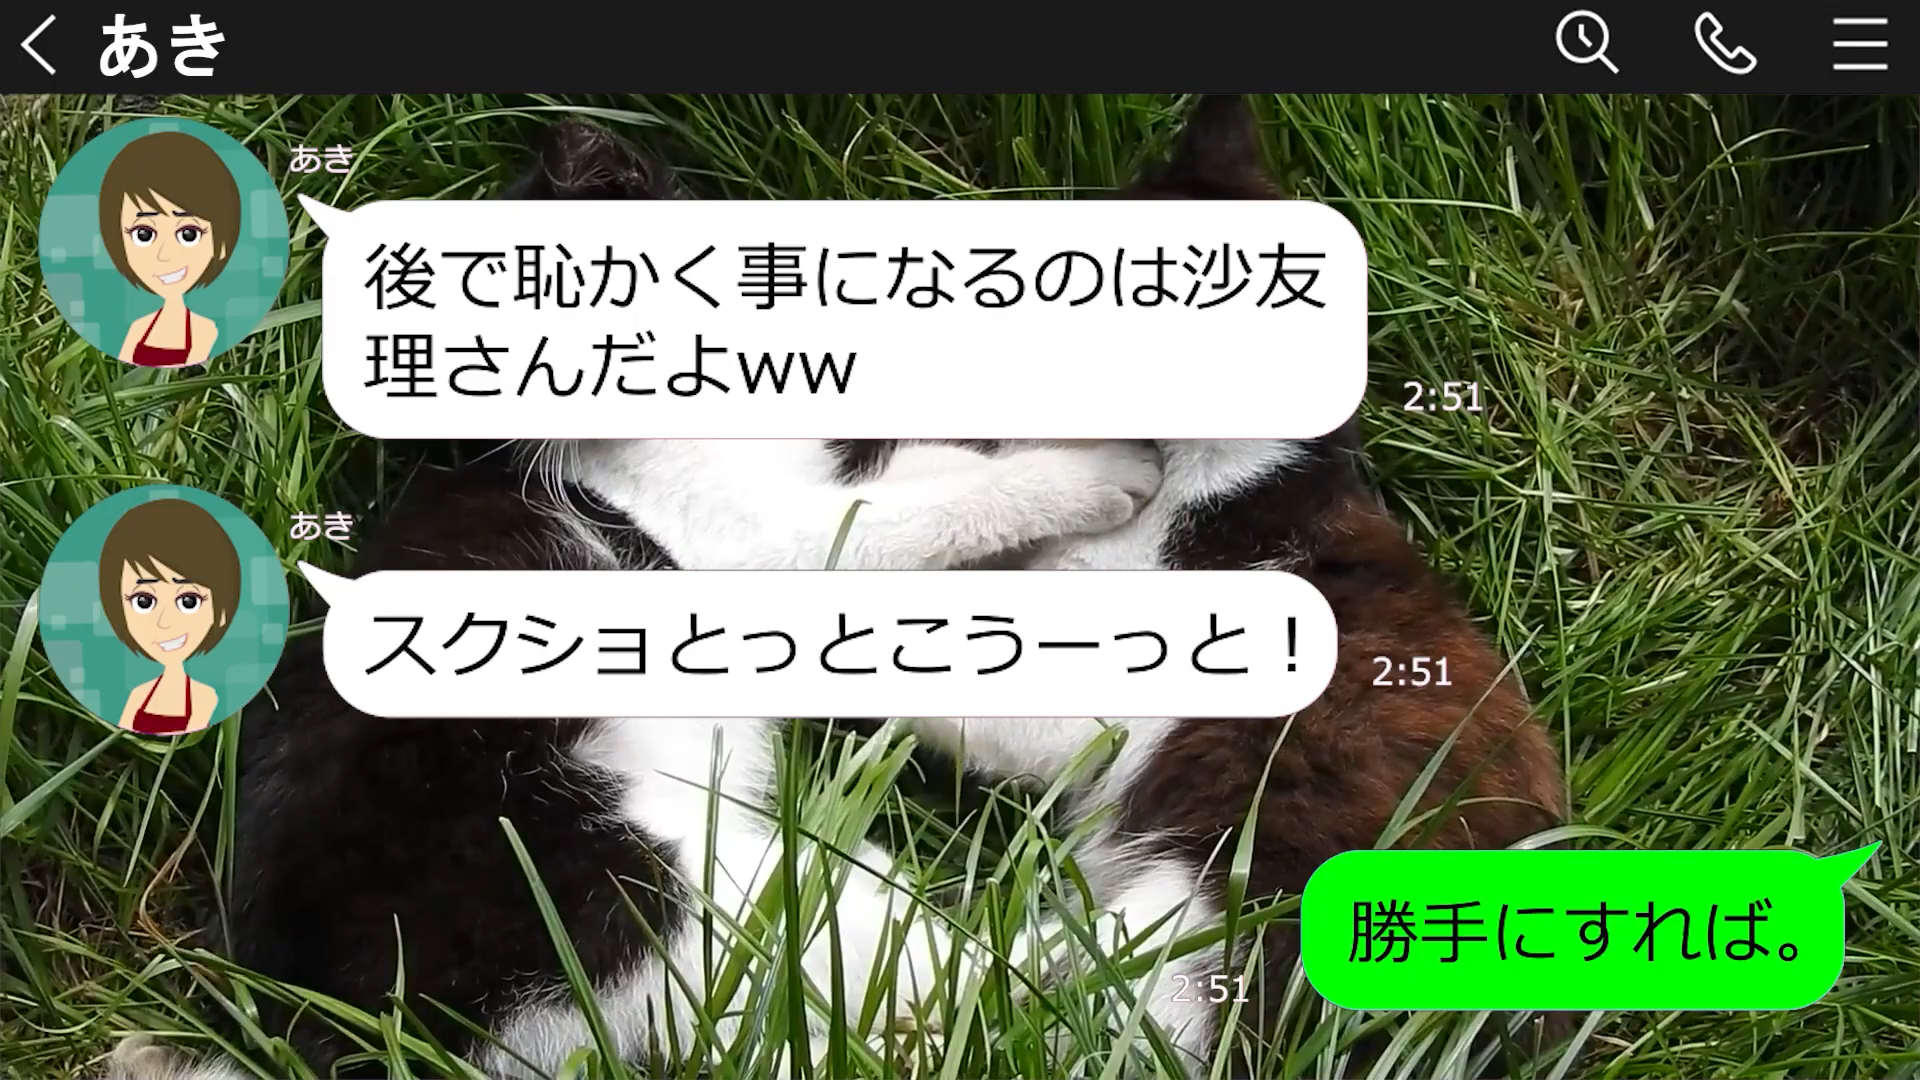 あき
あき
後で恥かく事になるのは沙友
理さんだよww
2:51
あき
スクショとっとこうーっと！
2:51
勝手にすれば。
2:51